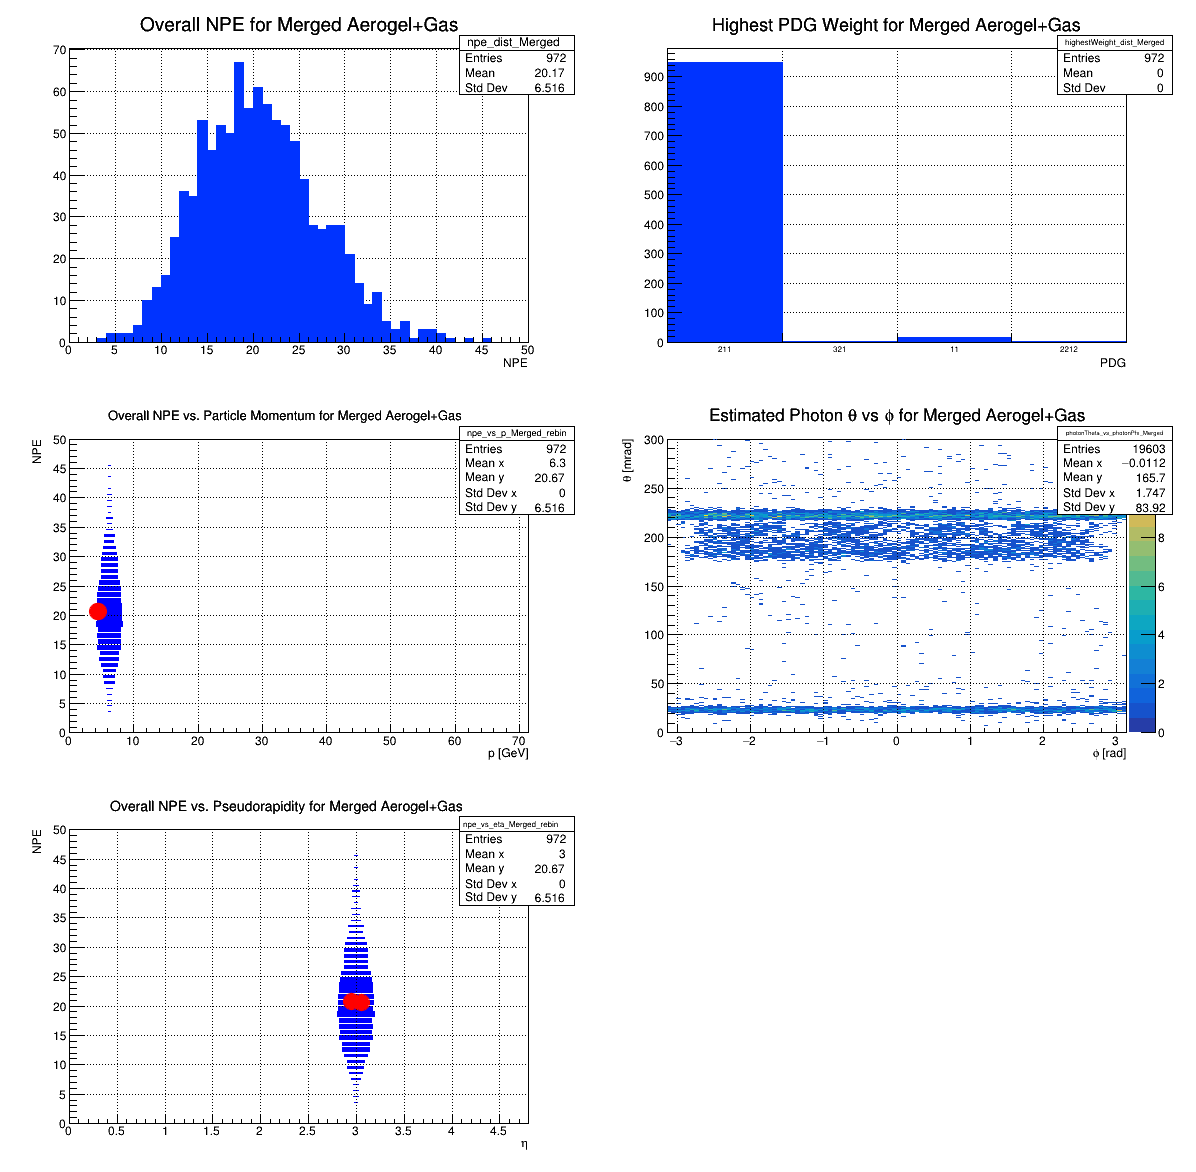 Overall NPE for Merged Aerogel+Gas
npe_dist_Merged
Entries 972
Mean 20.17
Std Dev 6.516
70
60
50
40
30
20
10
0
0 5 10 15 20 25 30 35 40 45 50
NPE
Highest PDG Weight for Merged Aerogel+Gas
highestWeight_dist_Merged
Entries 972
Mean 0
Std Dev 0
900
800
700
600
500
400
300
200
100
0
211 321 11 2212
PDG
Overall NPE vs. Particle Momentum for Merged Aerogel+Gas
npe_vs_p_Merged_rebin
Entries 972
Mean x 6.3
Mean y 20.67
Std Dev x 0
Std Dev y 6.516
NPE
50
45
40
35
30
25
20
15
10
5
0
0 10 20 30 40 50 60 70
p [GeV]
Estimated Photon θ vs ϕ for Merged Aerogel+Gas
photonTheta_vs_photonPhi_Merged
Entries 19603
Mean x −0.0112
Mean y 165.7
Std Dev x 1.747
Std Dev y 83.92
θ [mrad]
300
250
200
150
100
50
0
−3 −2 −1 0 1 2 3
ϕ [rad]
8
6
4
2
0
Overall NPE vs. Pseudorapidity for Merged Aerogel+Gas
npe_vs_eta_Merged_rebin
Entries 972
Mean x 3
Mean y 20.67
Std Dev x 0
Std Dev y 6.516
NPE
50
45
40
35
30
25
20
15
10
5
0
0 0.5 1 1.5 2 2.5 3 3.5 4 4.5
η